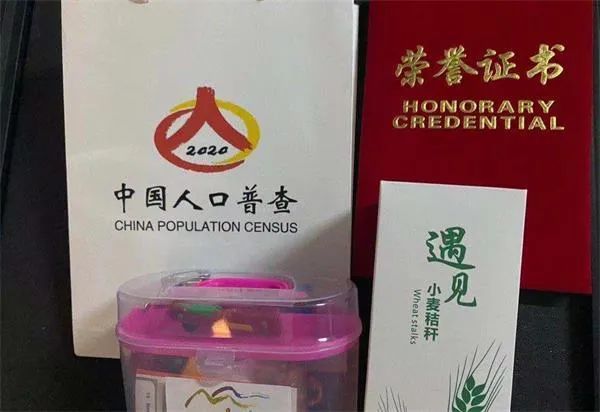 2020
中国人口普查
CHINA POPULATION CENSUS
荣誉证书
HONORARY
CREDENTIAL
遇见
小麦秸秆
Wheat stalks